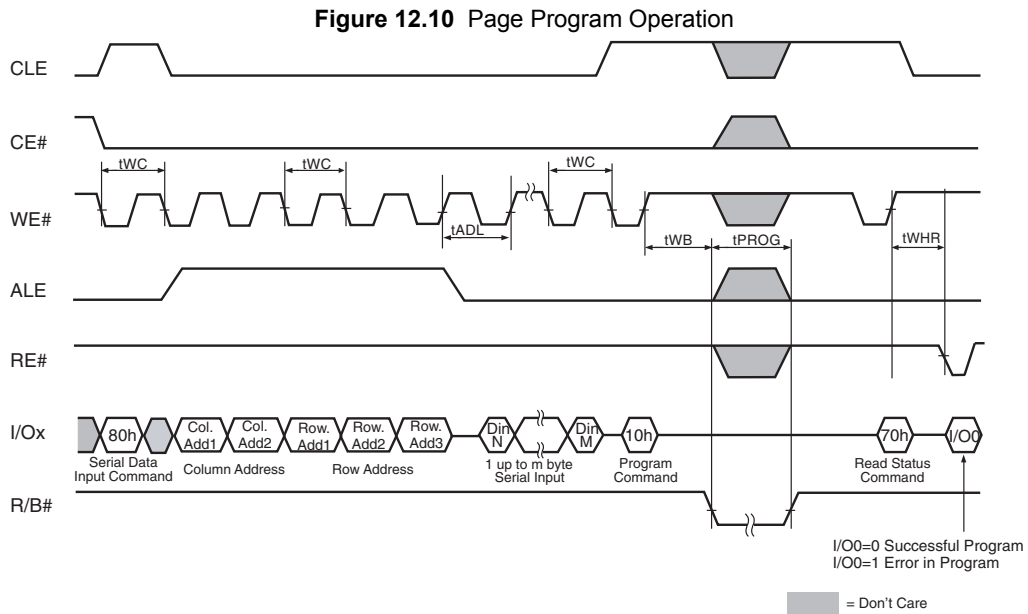 Figure 12.10 Page Program Operation
CLE
CE#
tWC
tWC
tWC
WE#
tADL
tWB
tPROG
tWHR
ALE
RE#
I/Ox
80h
Col. Add1
Col. Add2
Row. Add1
Row. Add2
Row. Add3
Din N
Din M
10h
70h
I/O0
Serial Data
Input Command
Column Address
Row Address
1 up to m byte
Serial Input
Program
Command
Read Status
Command
R/B#
I/O0=0 Successful Program
I/O0=1 Error in Program
= Don't Care